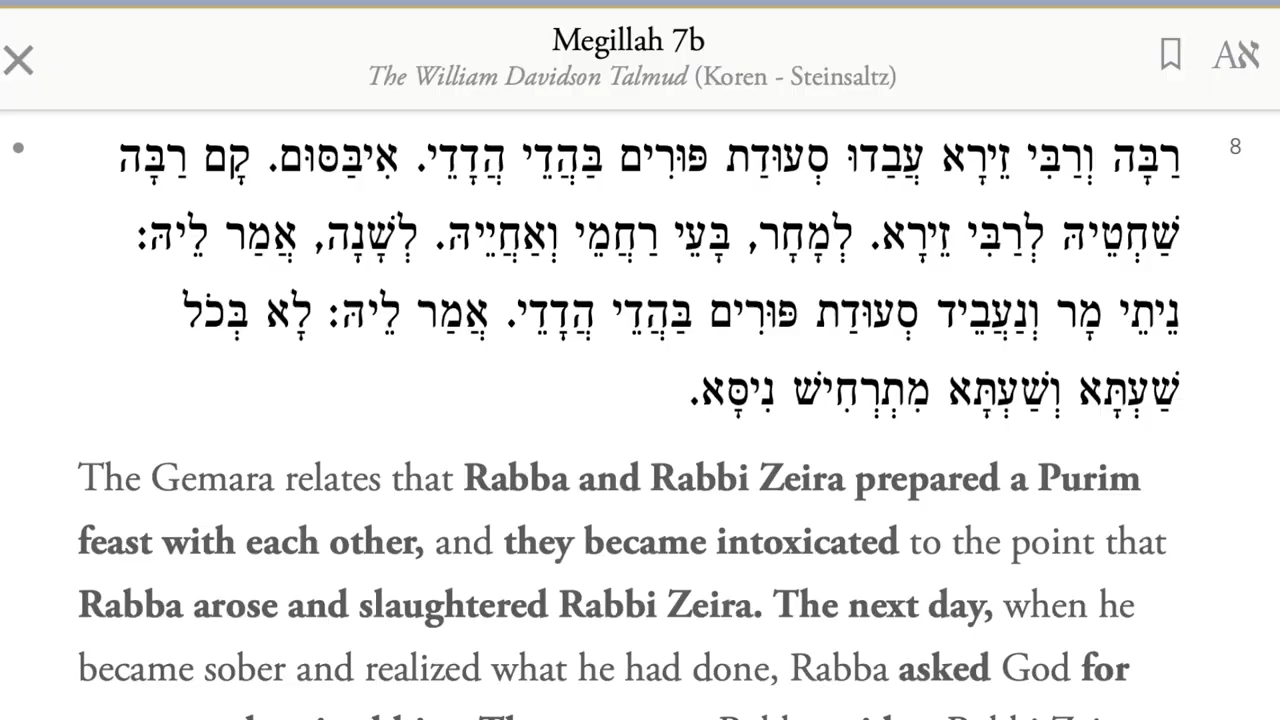 Megillah 7b
The William Davidson Talmud (Koren - Steinsaltz)
Aא
8
רַבָּה וְרַבִּי זֵירָא עֲבַדוּ סְעוּדַת פּוּרִים בַּהֲדֵי הֲדָדֵי. אִיבַּסּוּם. קָם רַבָּה
שַׁחְטֵיהּ לְרַבִּי זֵירָא. לְמָחָר, בָּעֵי רַחֲמֵי וְאַחֲיֵיהּ. לְשָׁנָה, אֲמַר לֵיהּ:
נֵיתֵי מָר וְנַעֲבֵיד סְעוּדַת פּוּרִים בַּהֲדֵי הֲדָדֵי. אֲמַר לֵיהּ: לָא בְּכֹל
שַׁעְתָּא וְשַׁעְתָּא מִתְרְחִישׁ נִיסָּא.
The Gemara relates that Rabba and Rabbi Zeira prepared a Purim
feast with each other, and they became intoxicated to the point that
Rabba arose and slaughtered Rabbi Zeira. The next day, when he
became sober and realized what he had done, Rabba asked God for